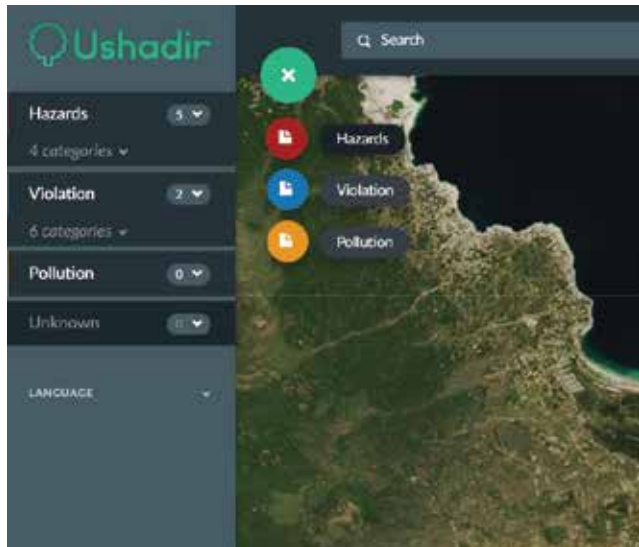 Ushadir
Search
Hazards 5
4 categories
Violation 2
6 categories
Pollution 0
Unknown 0
LANGUAGE
Hazards
Violation
Pollution